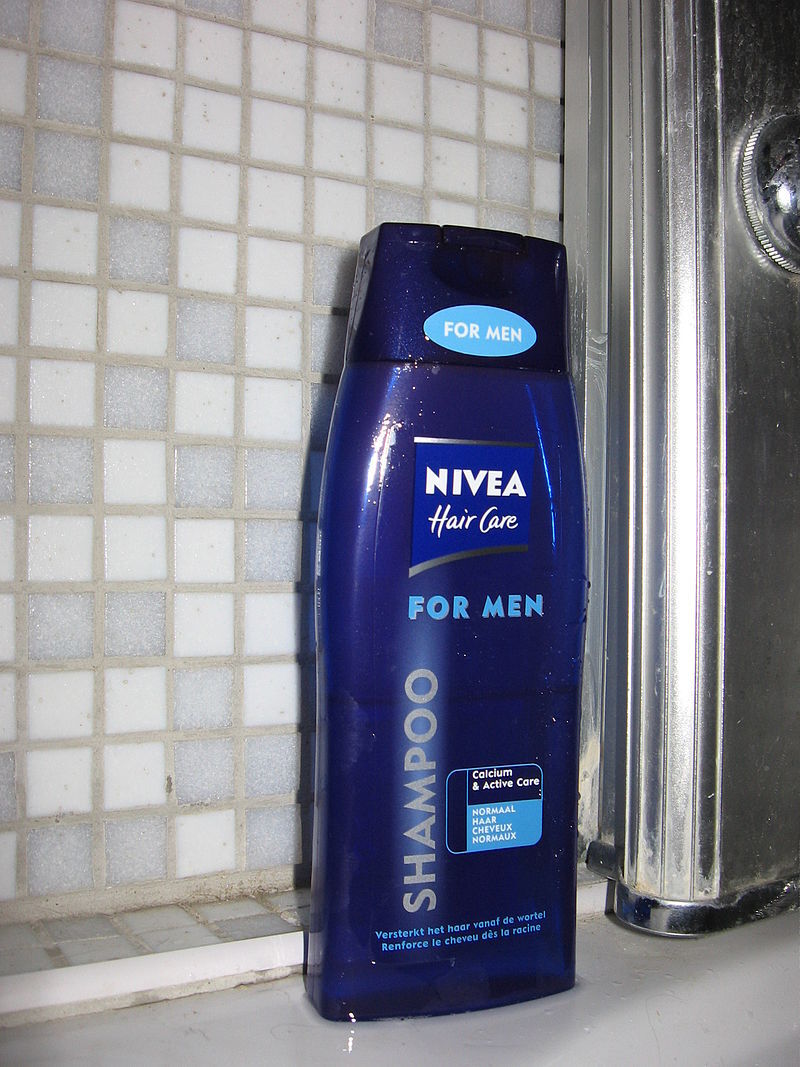 FOR MEN
NIVEA
Hair Care
FOR MEN
SHAMPOO
Calcium
& Active Care
NORMAAL
HAAR
CHEVEUX
NORMAUX
Versterkt het haar vanaf de wortel
Renforce le cheveu dès la racine